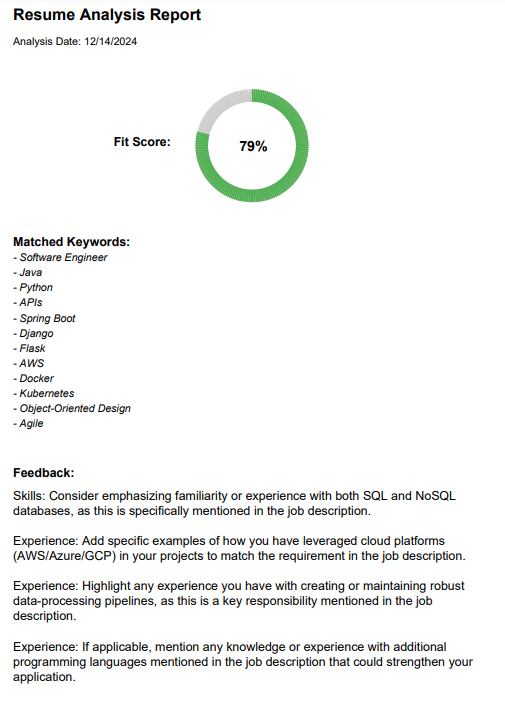 Resume Analysis Report
Analysis Date: 12/14/2024
Fit Score:
79%
Matched Keywords:
- Software Engineer
- Java
- Python
- APIs
- Spring Boot
- Django
- Flask
- AWS
- Docker
- Kubernetes
- Object-Oriented Design
- Agile
Feedback:
Skills: Consider emphasizing familiarity or experience with both SQL and NoSQL
databases, as this is specifically mentioned in the job description.
Experience: Add specific examples of how you have leveraged cloud platforms
(AWS/Azure/GCP) in your projects to match the requirement in the job description.
Experience: Highlight any experience you have with creating or maintaining robust
data-processing pipelines, as this is a key responsibility mentioned in the job
description.
Experience: If applicable, mention any knowledge or experience with additional
programming languages mentioned in the job description that could strengthen your
application.